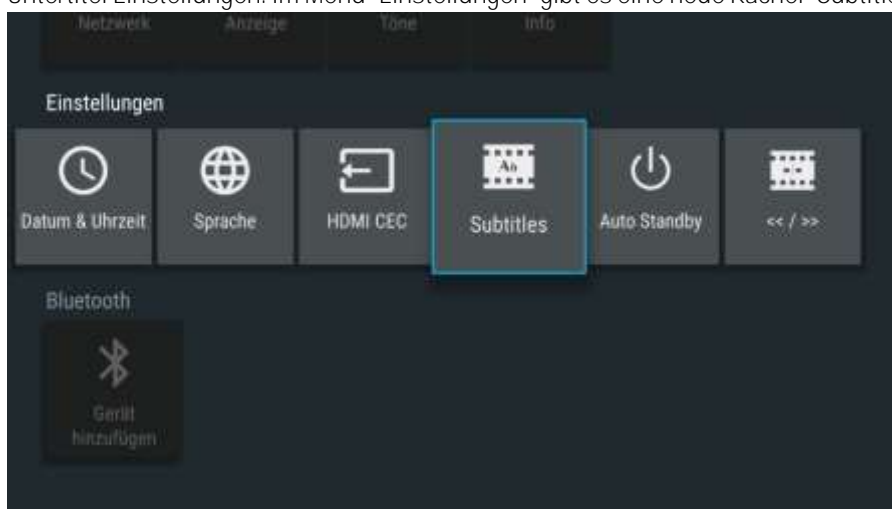 Untertitel Einstellungen: Im Menü "Einstellungen" gibt es eine neue Kachel "Subtitle
Netzwerk Anzeige Töne Info
Einstellungen
Datum & Uhrzeit Sprache HDMI CEC Subtitles Auto Standby << / >>
Bluetooth
Gerät
hinzufügen